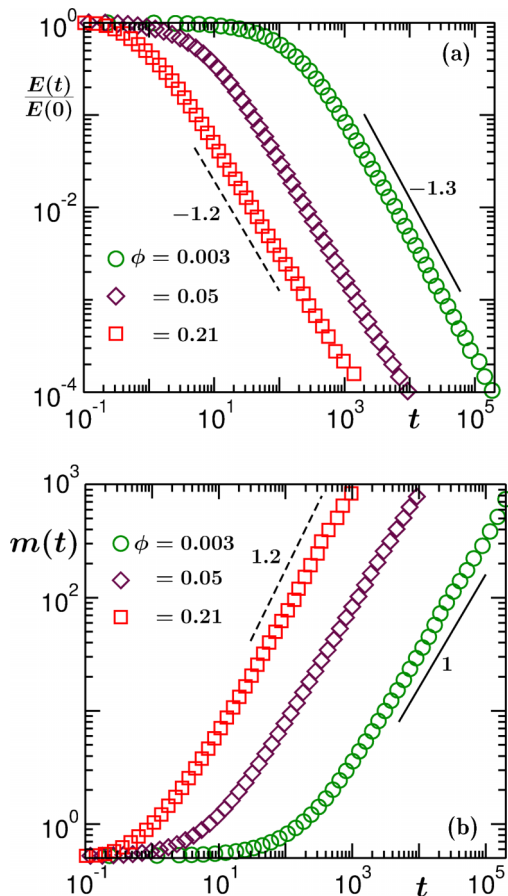 10^0
(a)
E(t)
E(0)
10^-2
−1.3
−1.2
ϕ = 0.003
= 0.05
= 0.21
10^-4
10^-1
10^1
10^3
t
10^5
10^3
m(t)
ϕ = 0.003
= 0.05
= 0.21
1.2
10^2
1
10^0
(b)
10^-1
10^1
10^3
t
10^5